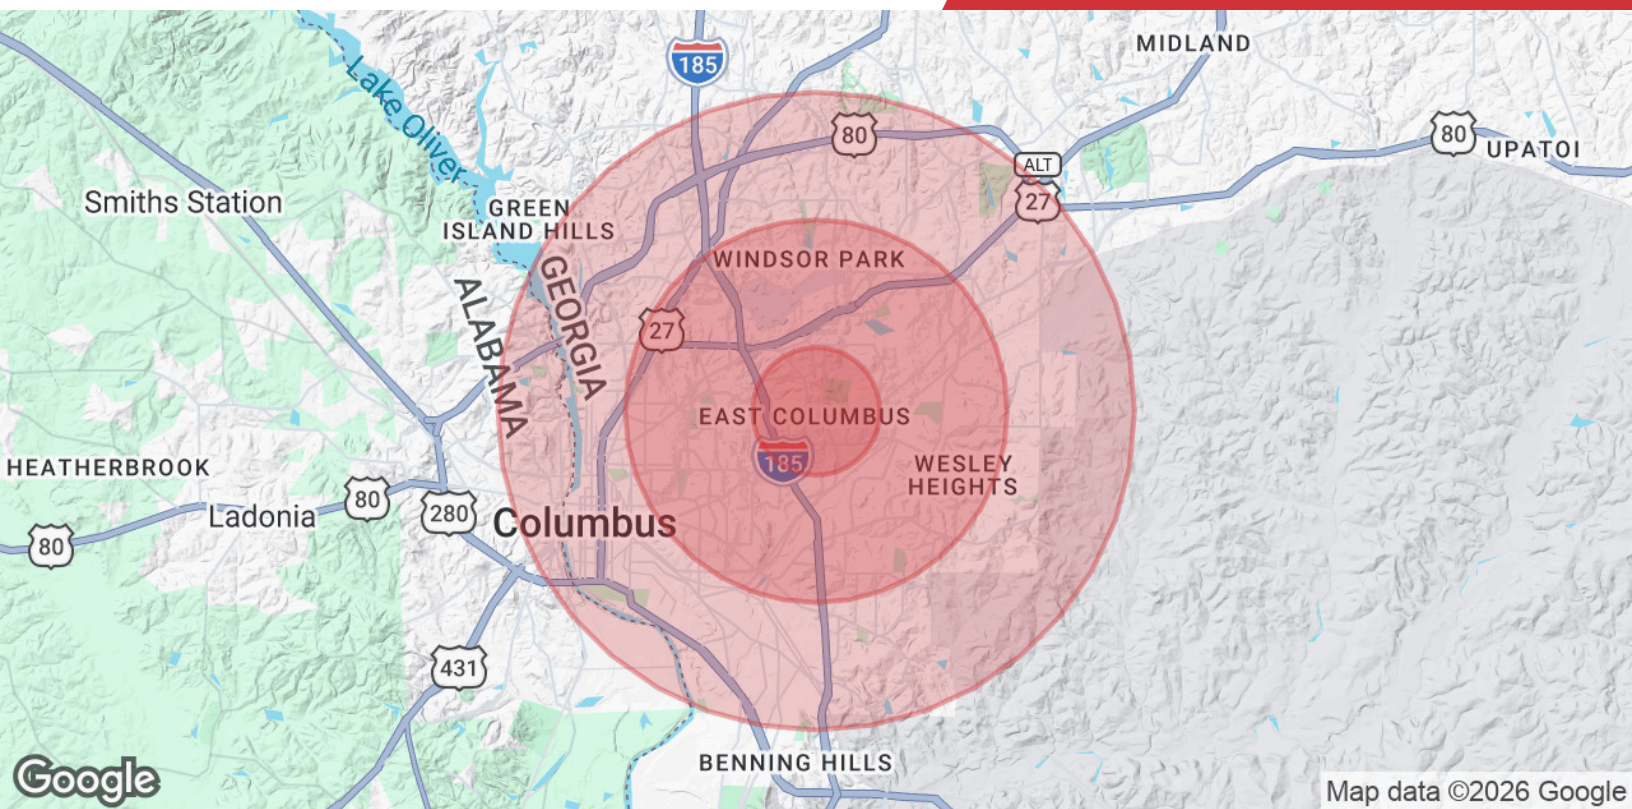 185
MIDLAND
80
80
UPATOI
ALT
27
Lake Oliver
Smiths Station
GREEN
ISLAND HILLS
WINDSOR PARK
GEORGIA
ALABAMA
27
EAST COLUMBUS
185
WESLEY
HEIGHTS
HEATHERBROOK
80
280
Ladonia
Columbus
80
431
BENNING HILLS
Google
Map data ©2026 Google